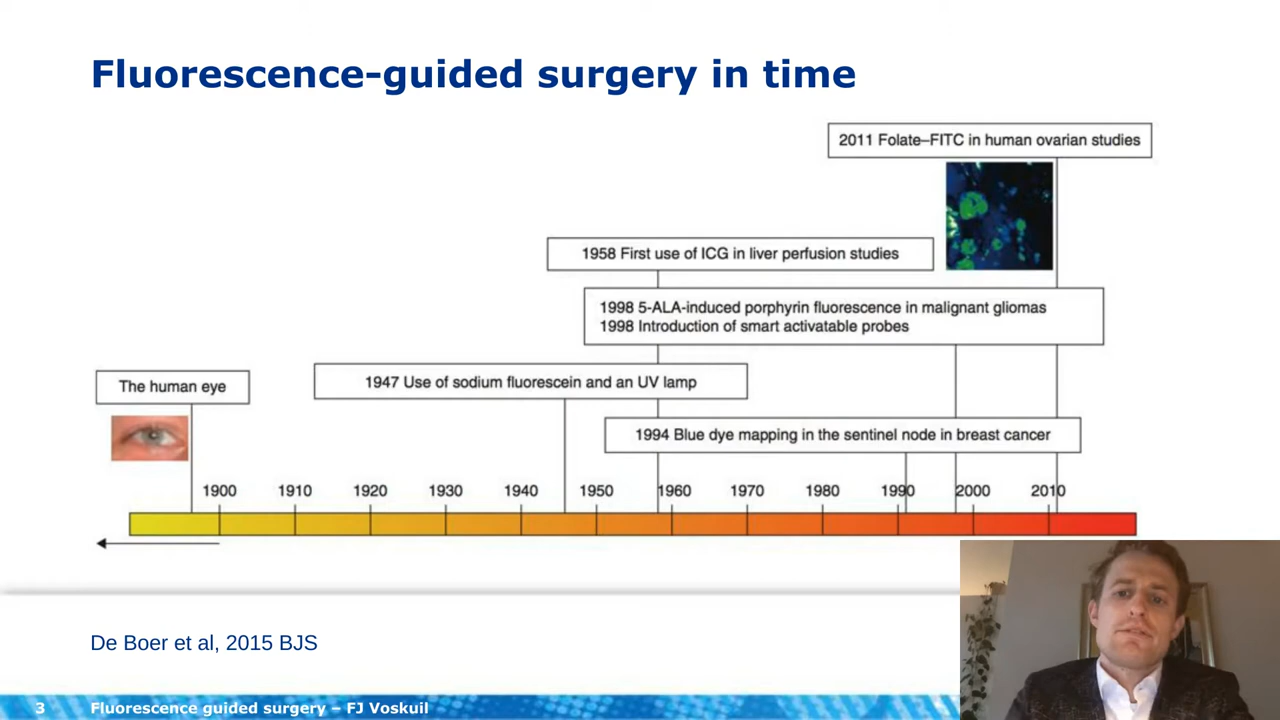 Fluorescence-guided surgery in time
2011 Folate–FITC in human ovarian studies
1958 First use of ICG in liver perfusion studies
1998 5-ALA-induced porphyrin fluorescence in malignant gliomas
1998 Introduction of smart activatable probes
The human eye
1947 Use of sodium fluorescein and an UV lamp
1994 Blue dye mapping in the sentinel node in breast cancer
1900 1910 1920 1930 1940 1950 1960 1970 1980 1990 2000 2010
De Boer et al, 2015 BJS
3 Fluorescence guided surgery – FJ Voskuil